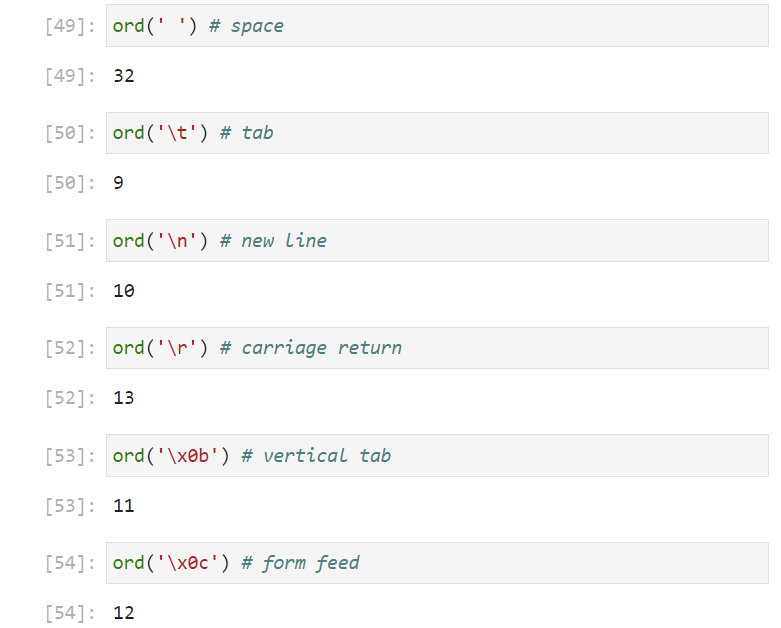 [49]: ord(' ') # space
[49]: 32
[50]: ord('\t') # tab
[50]: 9
[51]: ord('\n') # new line
[51]: 10
[52]: ord('\r') # carriage return
[52]: 13
[53]: ord('\x0b') # vertical tab
[53]: 11
[54]: ord('\x0c') # form feed
[54]: 12